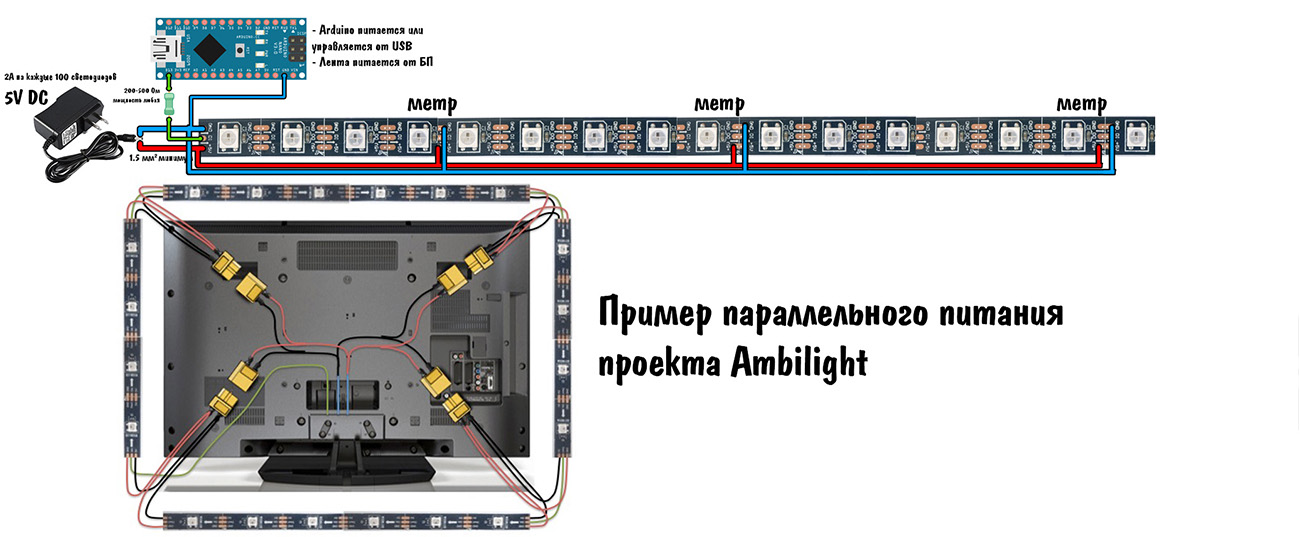 - Arduino питается или
управляется от USB
- Лента питается от БП
2А на каждые 100 светодиодов
5V DC
200-500 Ом
мощность любая
метр
метр
метр
1.5 мм² минимум
Пример параллельного питания
проекта Ambilight